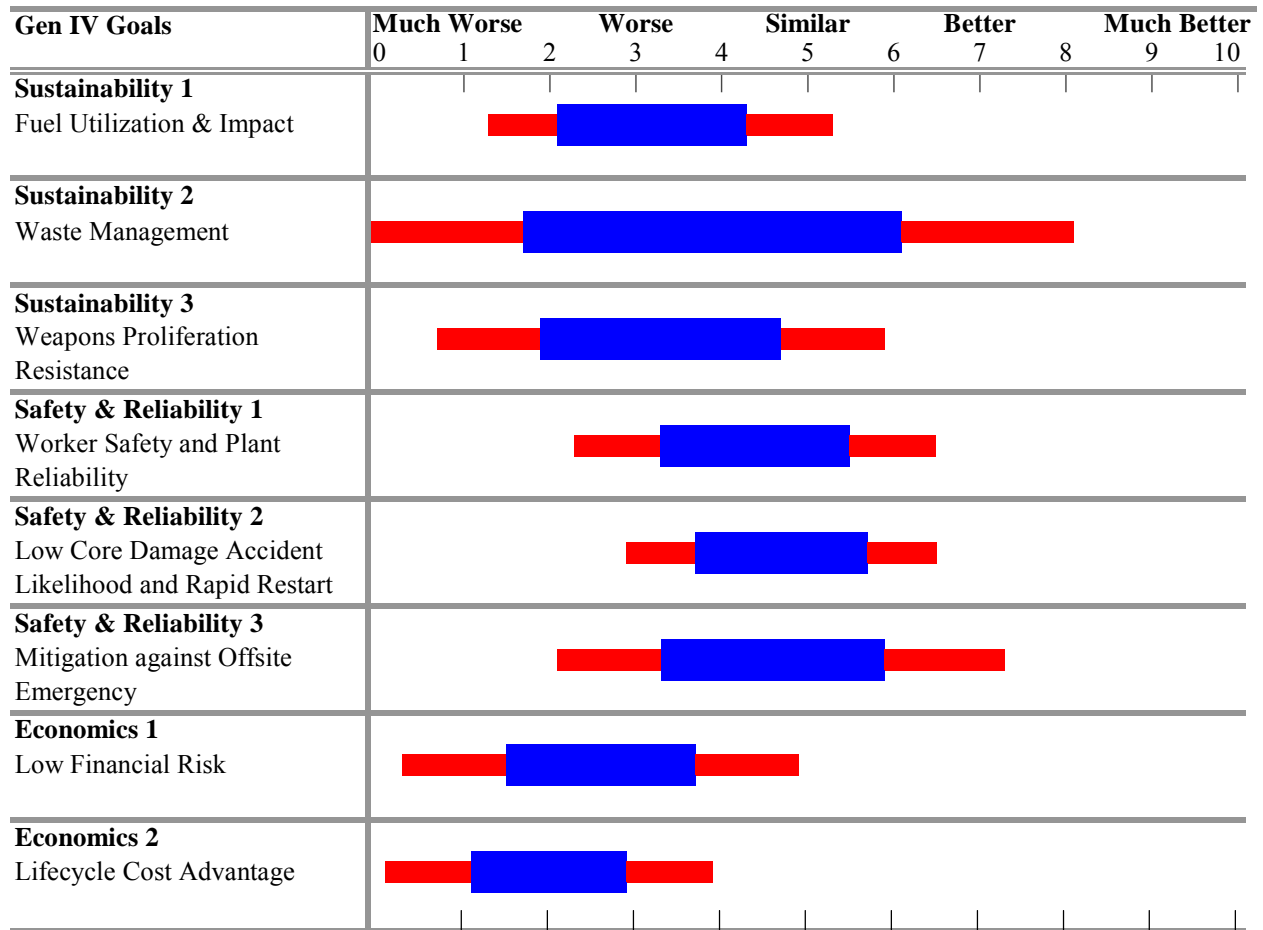 Gen IV Goals
Much Worse Worse Similar Better Much Better
0 1 2 3 4 5 6 7 8 9 10
Sustainability 1
Fuel Utilization & Impact
Sustainability 2
Waste Management
Sustainability 3
Weapons Proliferation
Resistance
Safety & Reliability 1
Worker Safety and Plant
Reliability
Safety & Reliability 2
Low Core Damage Accident
Likelihood and Rapid Restart
Safety & Reliability 3
Mitigation against Offsite
Emergency
Economics 1
Low Financial Risk
Economics 2
Lifecycle Cost Advantage